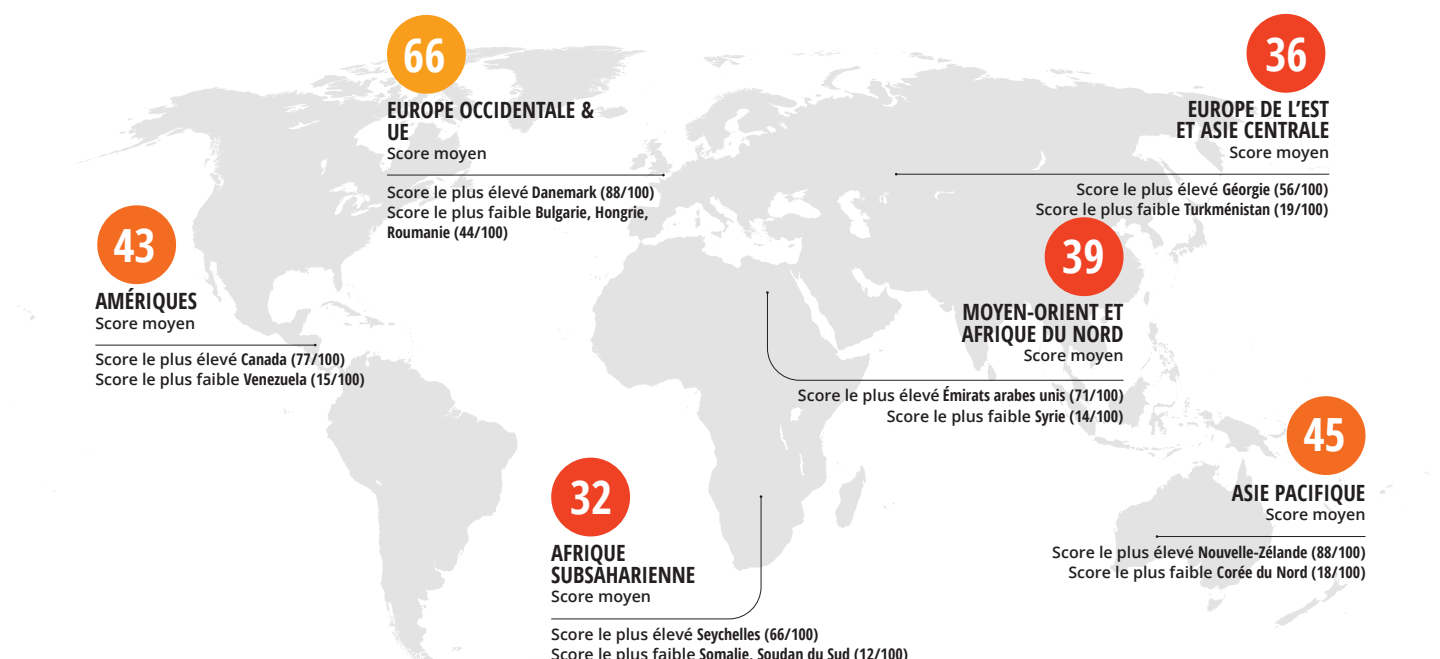 66
EUROPE OCCIDENTALE &
UE
Score moyen
Score le plus élevé Danemark (88/100)
Score le plus faible Bulgarie, Hongrie,
Roumanie (44/100)
36
EUROPE DE L’EST
ET ASIE CENTRALE
Score moyen
Score le plus élevé Géorgie (56/100)
Score le plus faible Turkménistan (19/100)
43
AMÉRIQUES
Score moyen
Score le plus élevé Canada (77/100)
Score le plus faible Venezuela (15/100)
39
MOYEN-ORIENT ET
AFRIQUE DU NORD
Score moyen
Score le plus élevé Émirats arabes unis (71/100)
Score le plus faible Syrie (14/100)
32
AFRIQUE
SUBSAHARIENNE
Score moyen
Score le plus élevé Seychelles (66/100)
Score le plus faible Somalie, Soudan du Sud (12/100)
45
ASIE PACIFIQUE
Score moyen
Score le plus élevé Nouvelle-Zélande (88/100)
Score le plus faible Corée du Nord (18/100)